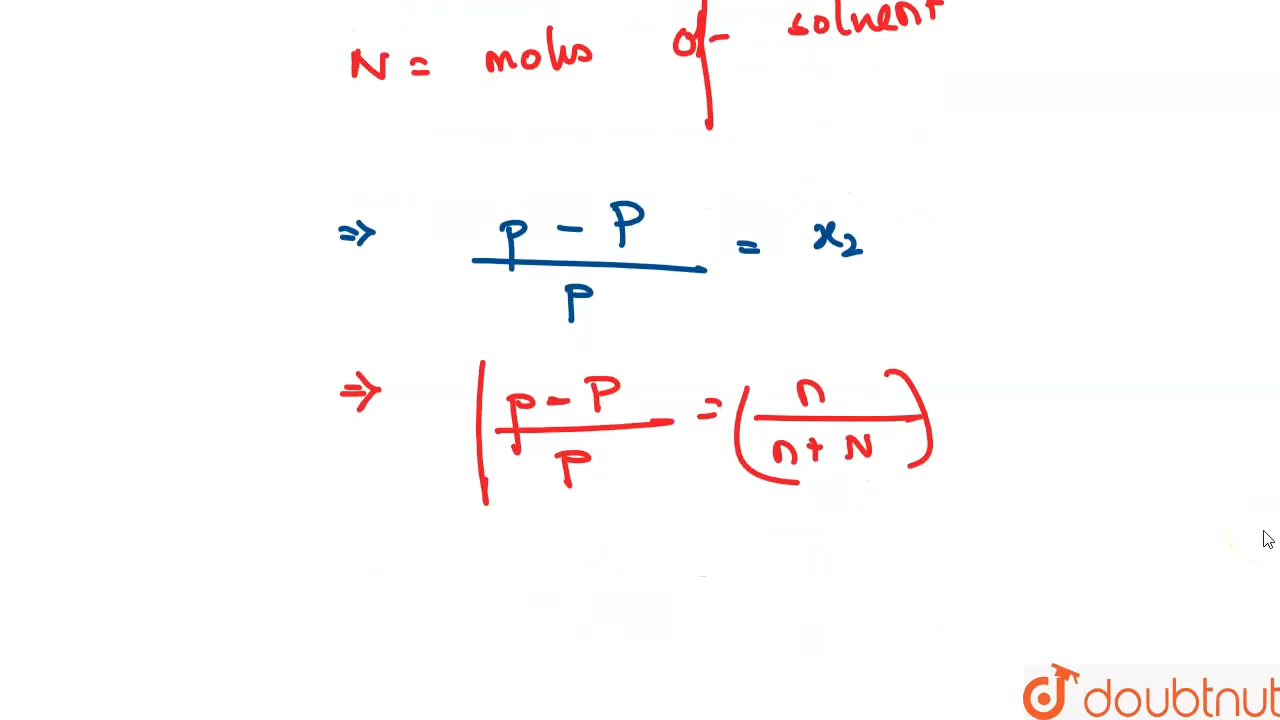 N = moles of solvent
⇒ p - P / P = x₂
⇒ p - P / P = ( n / n + N )
doubtnut